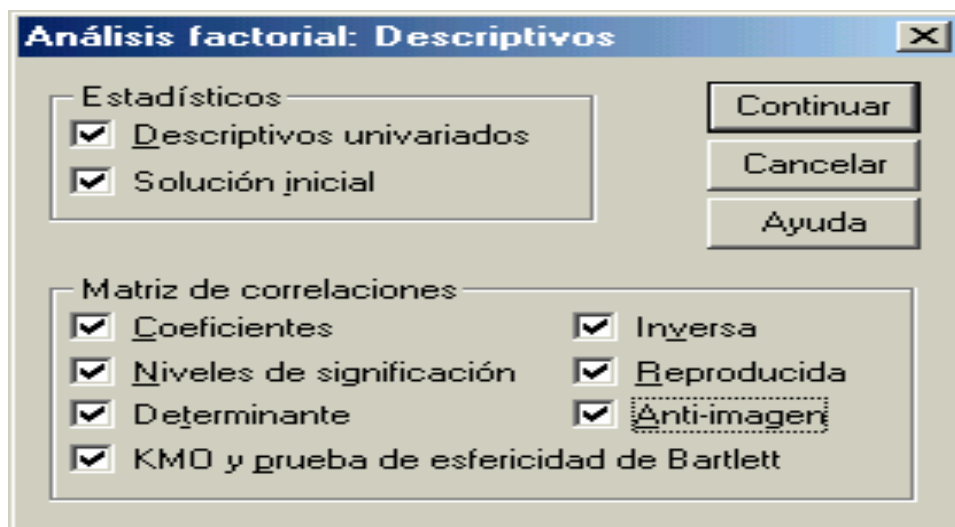 Análisis factorial: Descriptivos
Estadísticos
Descriptivos univariados
Solución inicial
Continuar
Cancelar
Ayuda
Matriz de correlaciones
Coeficientes
Inversa
Niveles de significación
Reproducida
Determinante
Anti-imagen
KMO y prueba de esfericidad de Bartlett